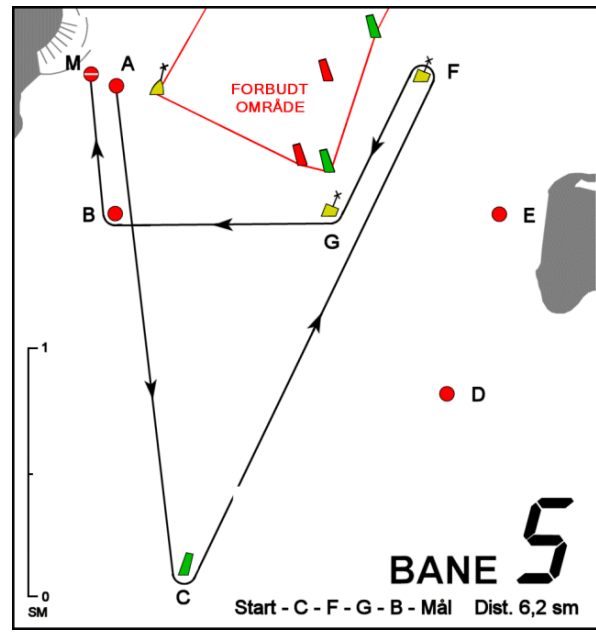 M
A
F
FORBUDT
OMRÅDE
B
G
E
1
D
C
0
SM
BANE 5
Start - C - F - G - B - Mål Dist. 6,2 sm